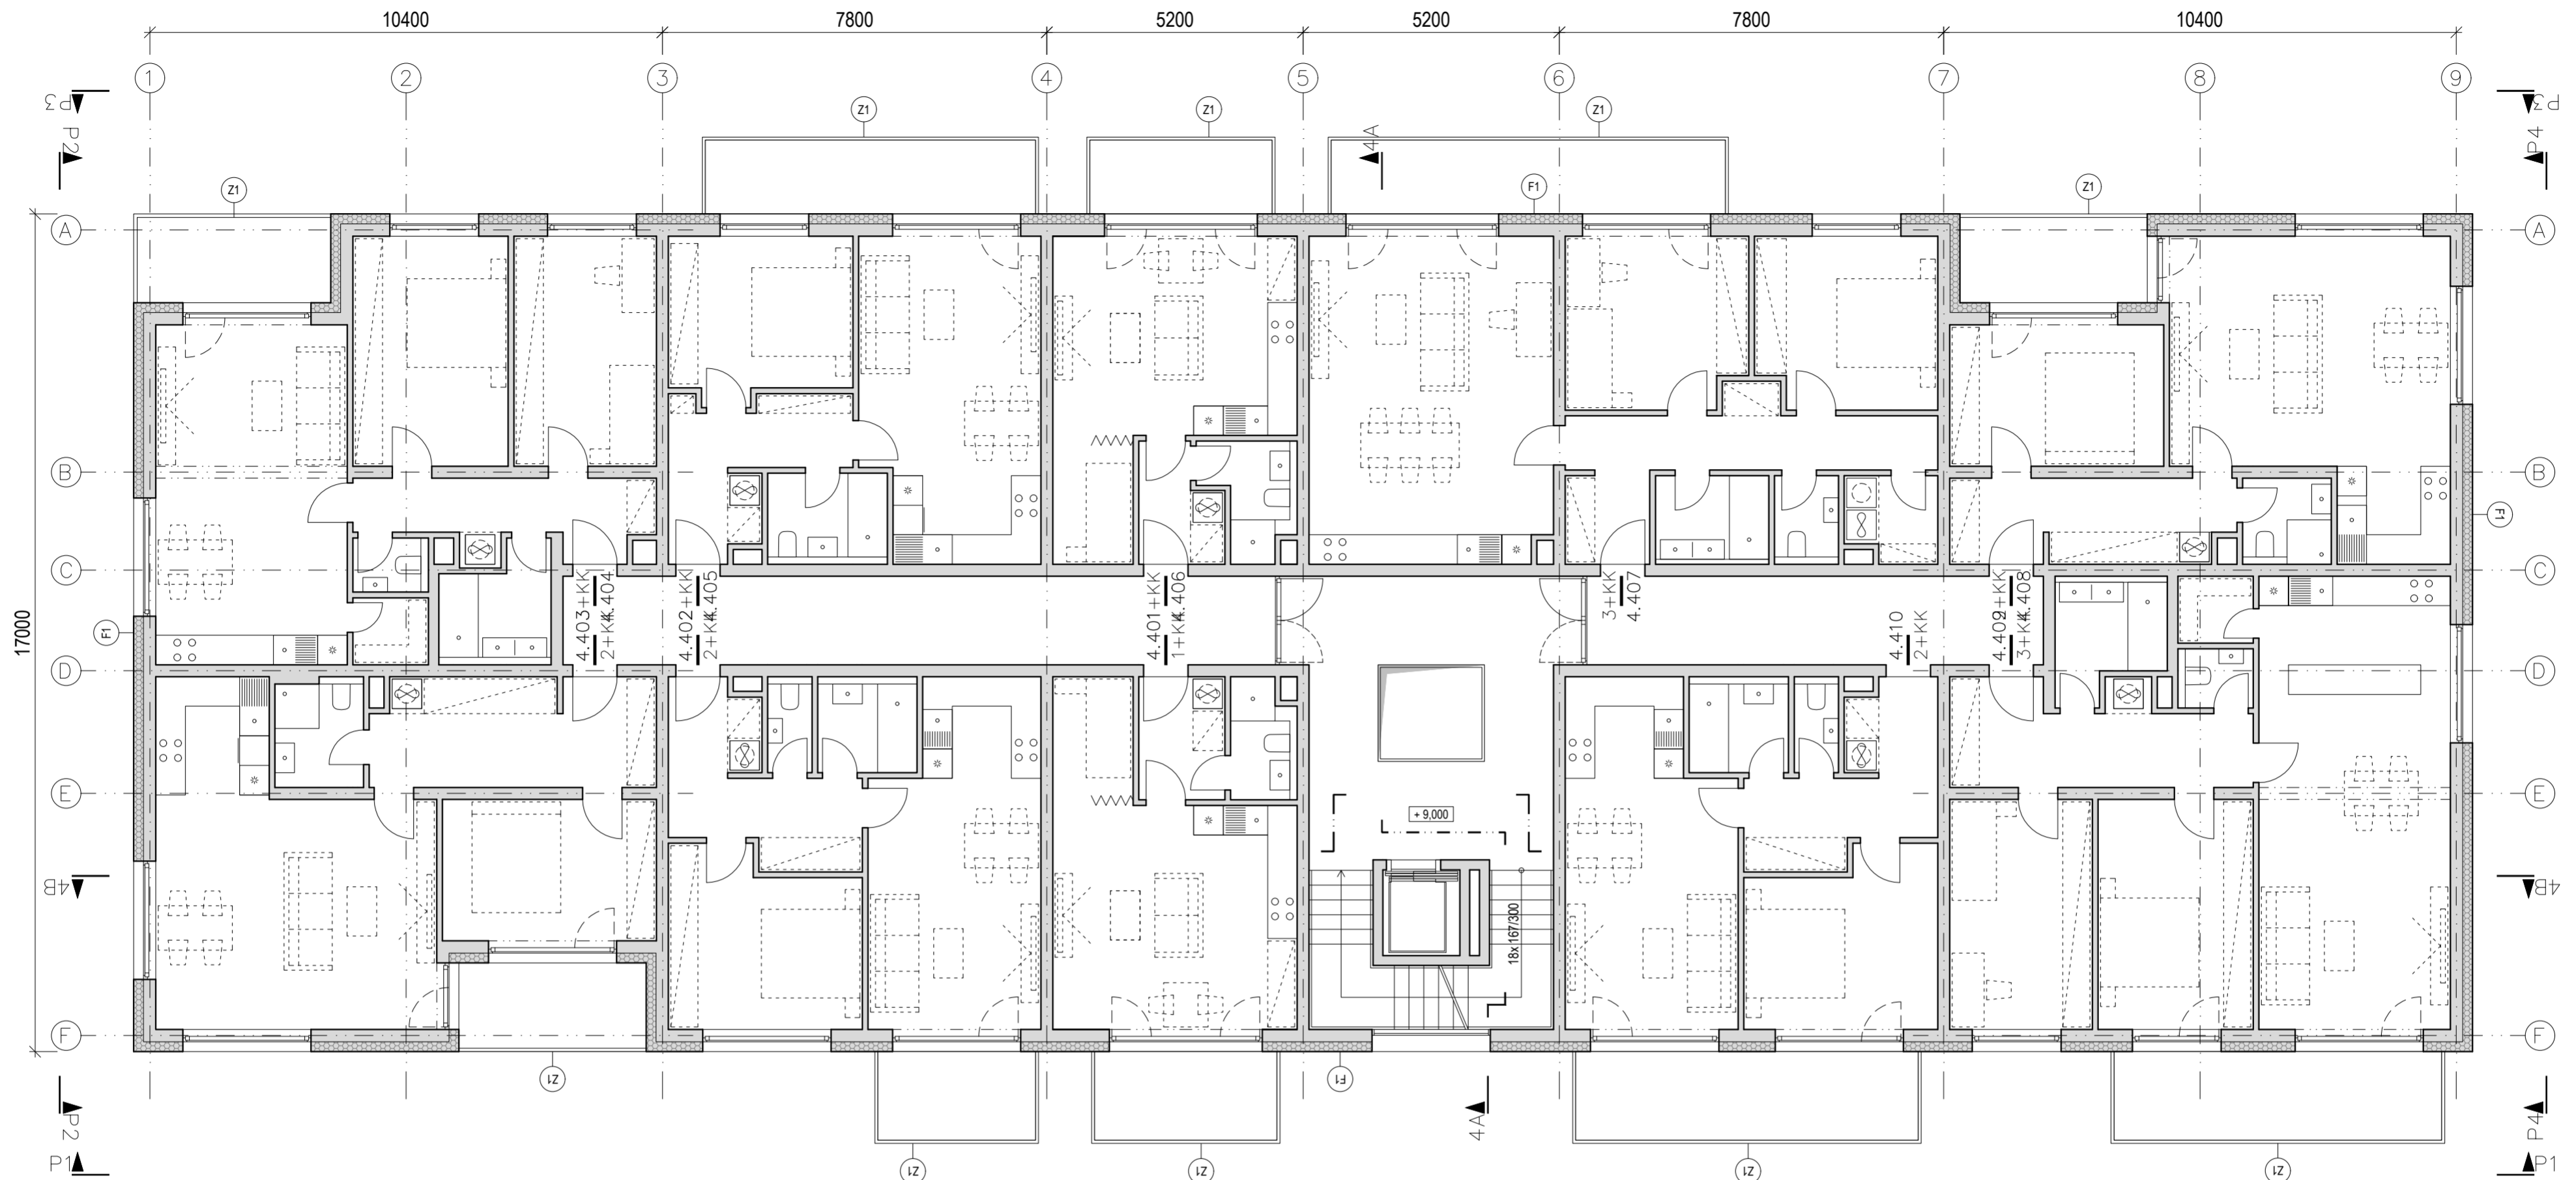 10400 7800 5200 5200 7800 10400
1 2 3 4 5 6 7 8 9
P3 P3
P2 P4
Z1 Z1 Z1
4A
Z1 F1 Z1
A A
B B
F1
C C
4.403 3+KK 4.404 2+KK
4.402 2+KK 4.405 2+KK
4.401 1+KK 4.406 1+KK
3+KK 4.407
4.410 2+KK
4.409 3+KK 4.408 2+KK
F1
17000
D D
E E
+ 9,000
4B 4B
18x167/300
F F
Z1 F1
P2 4A P4
P1 Z1 Z1 Z1 Z1 P1